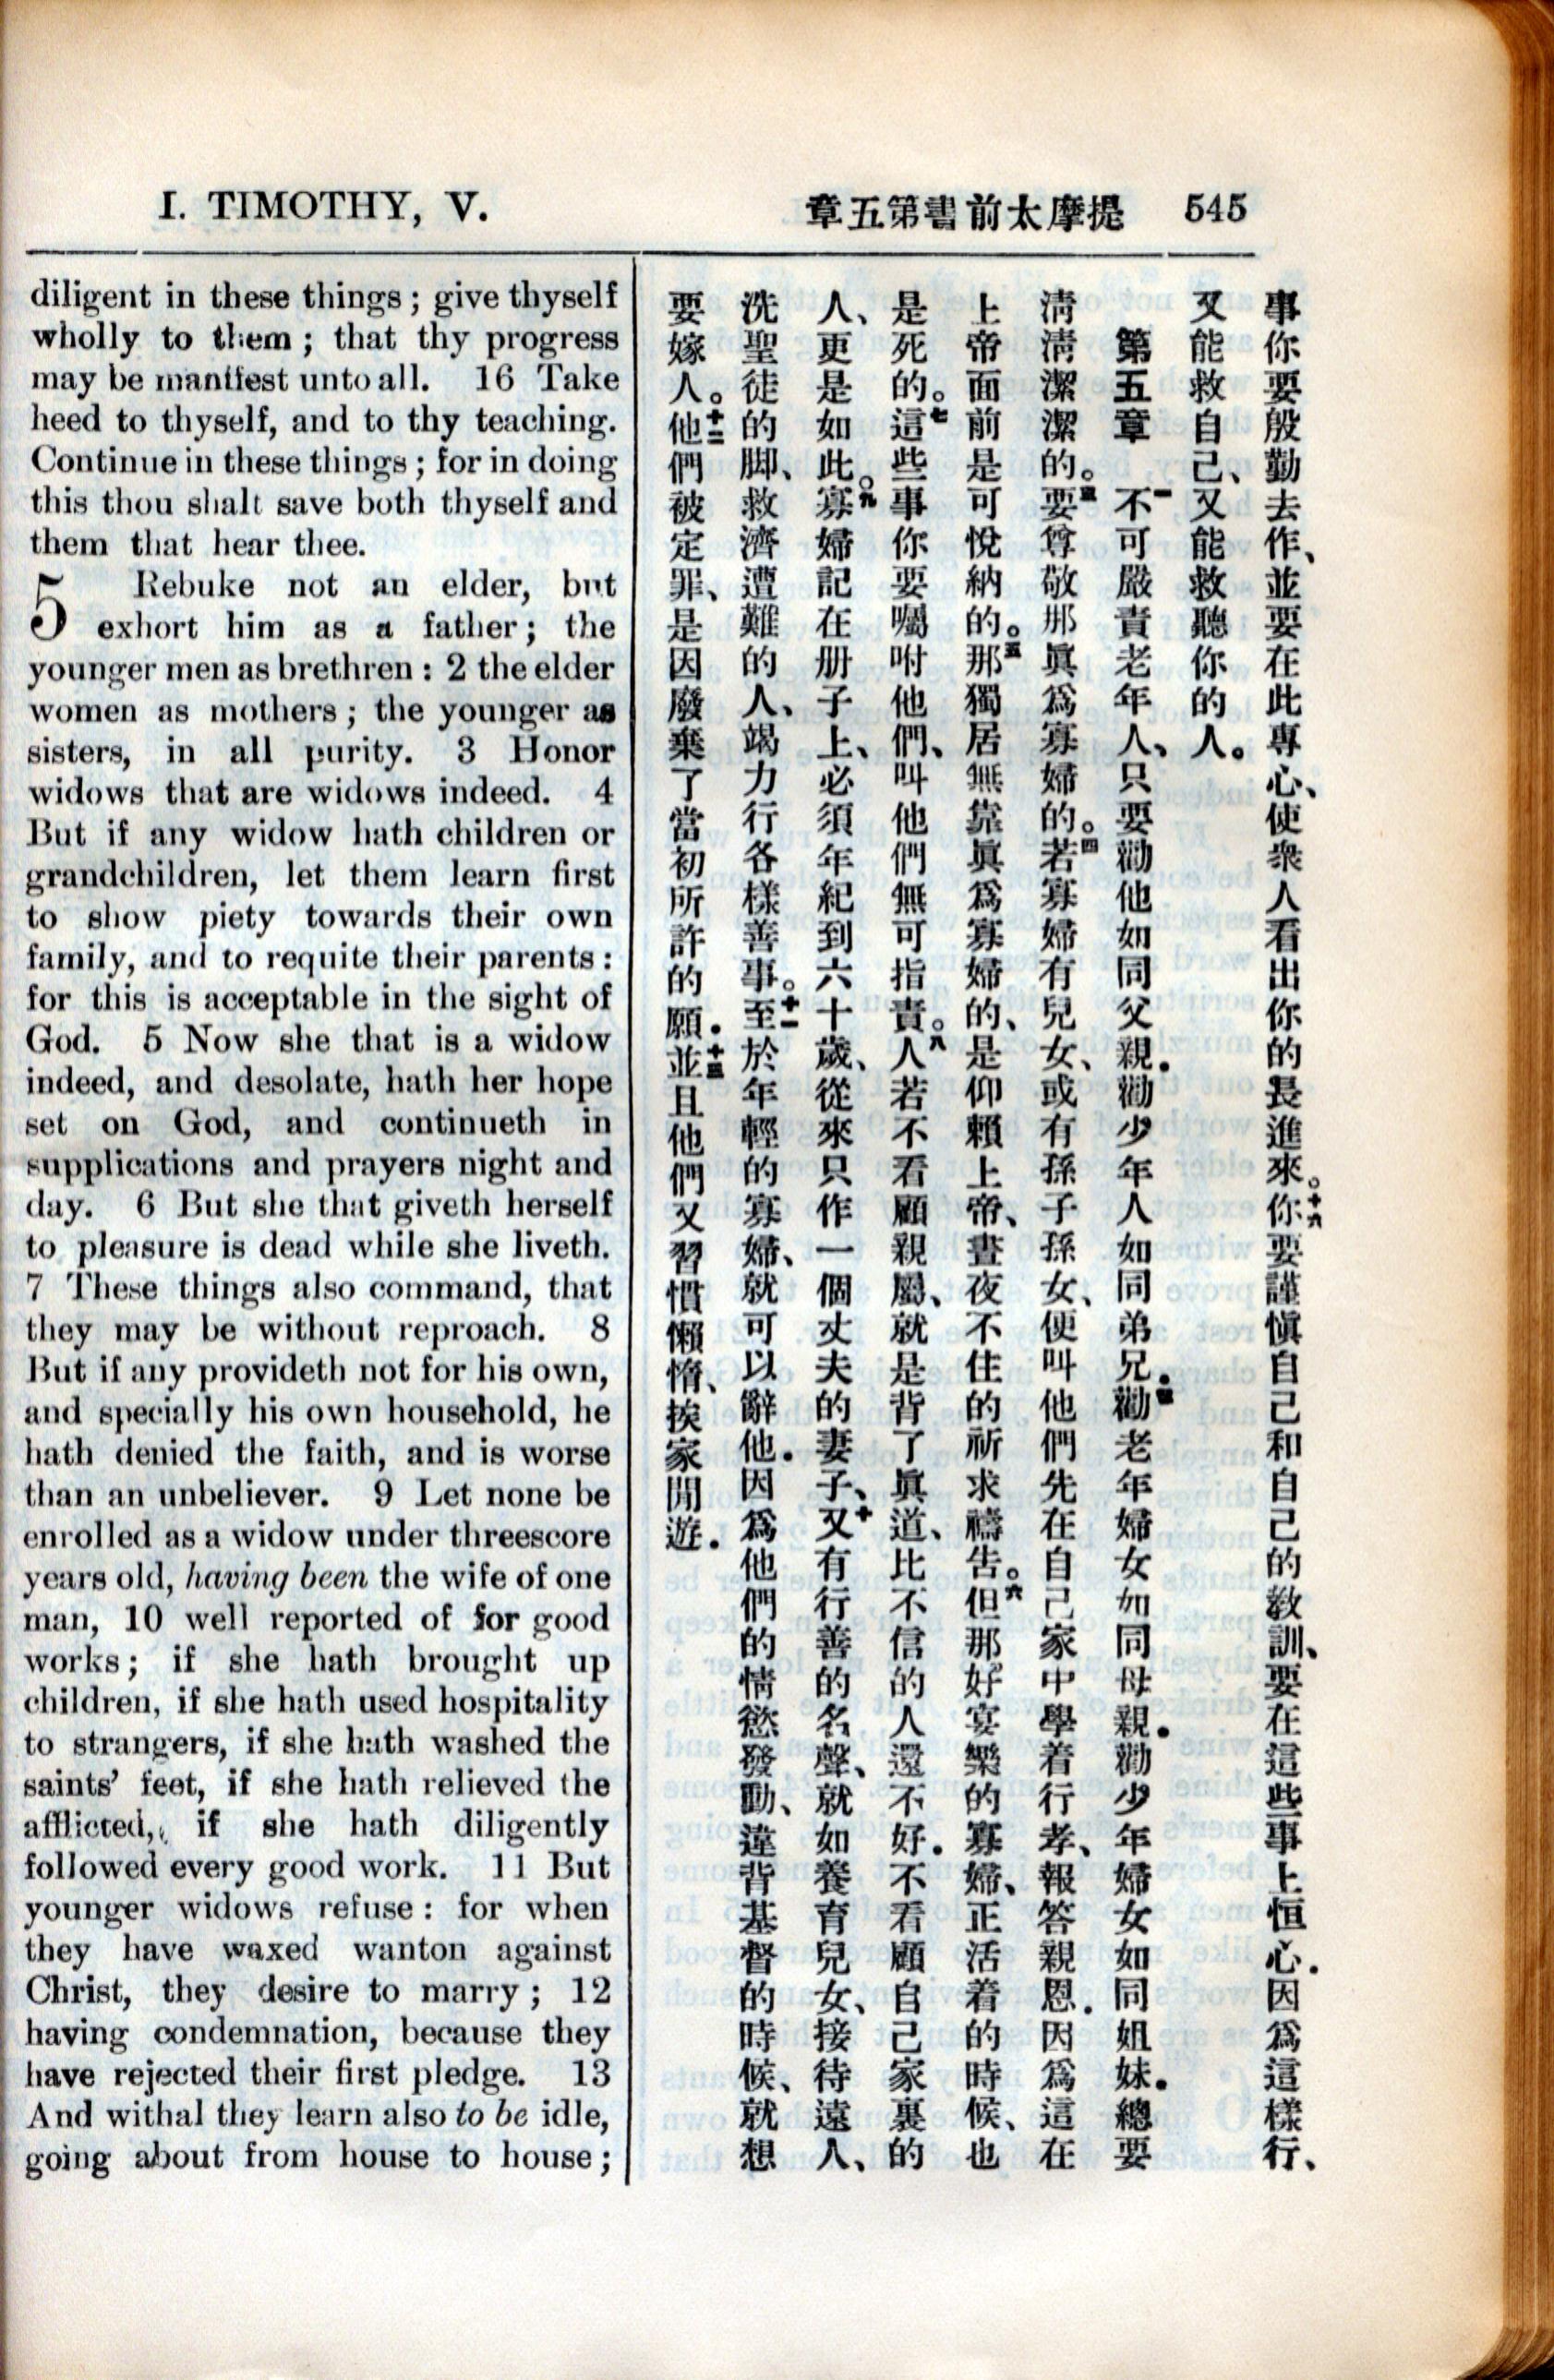 I. TIMOTHY, V.
章五第書前太摩提 545
diligent in these things; give thyself
wholly to them; that thy progress
may be manifest unto all. 16 Take
heed to thyself, and to thy teaching.
Continue in these things; for in doing
this thou shalt save both thyself and
them that hear thee.
5 Rebuke not an elder, but
exhort him as a father; the
younger men as brethren: 2 the elder
women as mothers; the younger as
sisters, in all purity. 3 Honor
widows that are widows indeed. 4
But if any widow hath children or
grandchildren, let them learn first
to show piety towards their own
family, and to requite their parents:
for this is acceptable in the sight of
God. 5 Now she that is a widow
indeed, and desolate, hath her hope
set on God, and continueth in
supplications and prayers night and
day. 6 But she that giveth herself
to pleasure is dead while she liveth.
7 These things also command, that
they may be without reproach. 8
But if any provideth not for his own,
and specially his own household, he
hath denied the faith, and is worse
than an unbeliever. 9 Let none be
enrolled as a widow under threescore
years old, having been the wife of one
man, 10 well reported of for good
works; if she hath brought up
children, if she hath used hospitality
to strangers, if she hath washed the
saints' feet, if she hath relieved the
afflicted, if she hath diligently
followed every good work. 11 But
younger widows refuse: for when
they have waxed wanton against
Christ, they desire to marry; 12
having condemnation, because they
have rejected their first pledge. 13
And withal they learn also to be idle,
going about from house to house;
事你要殷勤去作、並要在此專心、使衆人看出你的長進來。十六你要謹愼自己和自己的敎訓、要在這些事上恒心．因爲這樣行、
又能救自己、又能救聽你的人。
第五章 一不可嚴責老年人、只要勸他如同父親．勸少年人如同弟兄．二勸老年婦女如同母親．勸少年婦女如同姐妹．總要
淸淸潔潔的。三要尊敬那眞爲寡婦的。四若寡婦有兒女、或有孫子孫女、便叫他們先在自己家中學着行孝、報答親恩．因爲這在
上帝面前是可悅納的。五那獨居無靠眞爲寡婦的、是仰賴上帝、晝夜不住的祈求禱告。六但那好宴樂的寡婦、正活着的時候、也
是死的。七這些事你要囑咐他們、叫他們無可指責。八人若不看顧親屬、就是背了眞道、比不信的人還不好．不看顧自己家裏的
人、更是如此。九寡婦記在册子上、必須年紀到六十歲、從來只作一個丈夫的妻子、十又有行善的名聲、就如養育兒女、接待遠人、
洗聖徒的脚、救濟遭難的人、竭力行各樣善事。十一至於年輕的寡婦、就可以辭他．因爲他們的情慾發動、違背基督的時候、就想
要嫁人。十二他們被定罪、是因廢棄了當初所許的願．十三並且他們又習慣懶惰、挨家閒遊．